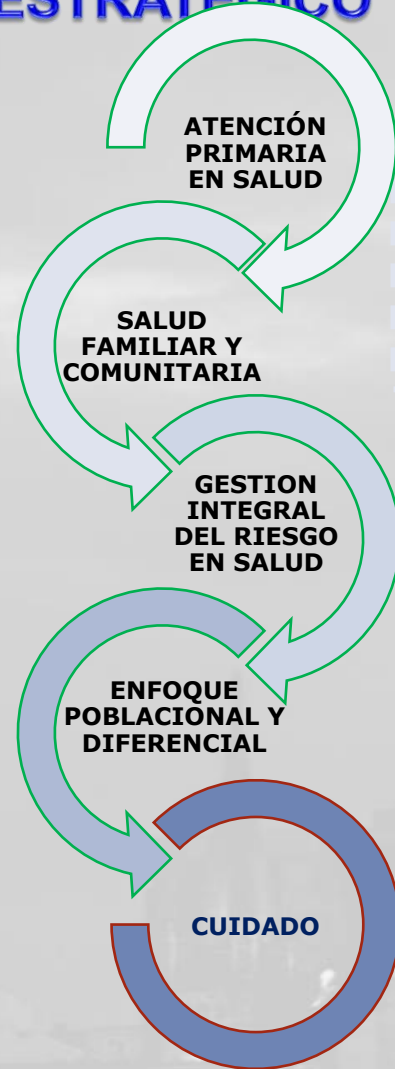 ESTRATÉGICO
ATENCIÓN
PRIMARIA
EN SALUD
SALUD
FAMILIAR Y
COMUNITARIA
GESTION
INTEGRAL
DEL RIESGO
EN SALUD
ENFOQUE
POBLACIONAL Y
DIFERENCIAL
CUIDADO